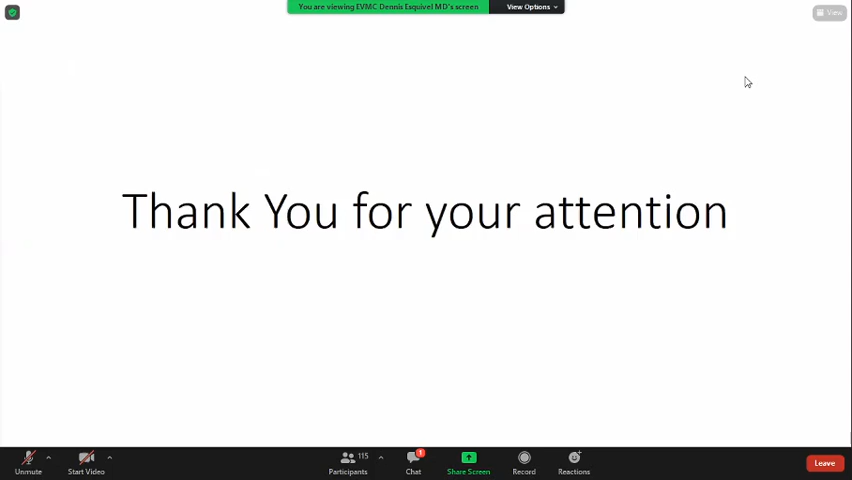 You are viewing EVMC Dennis Esquivel MD's screen
View Options
View
Thank You for your attention
Unmute
Start Video
115
Participants
1
Chat
Share Screen
Record
Reactions
Leave